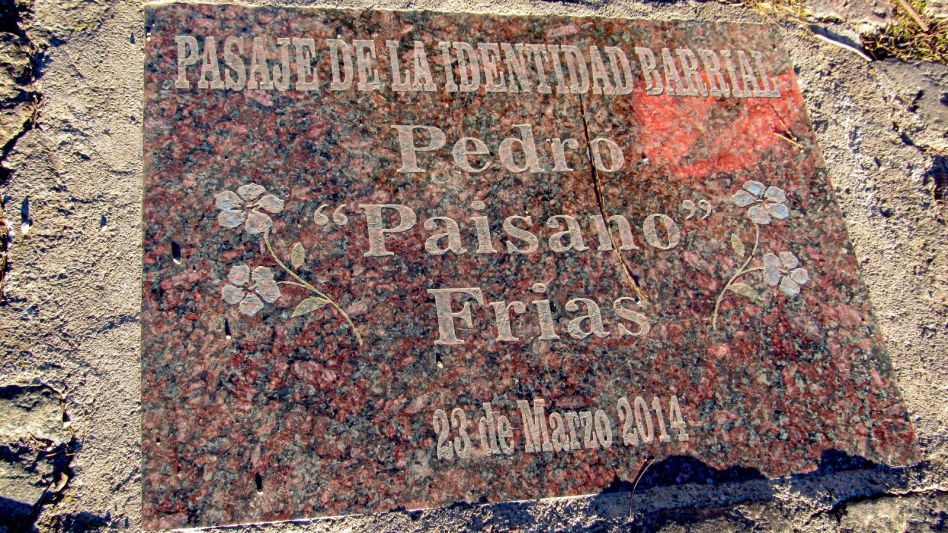 PASAJE DE LA IDENTIDAD BARRIAL
Pedro
“Paisano”
Frias
23 de Marzo 2014